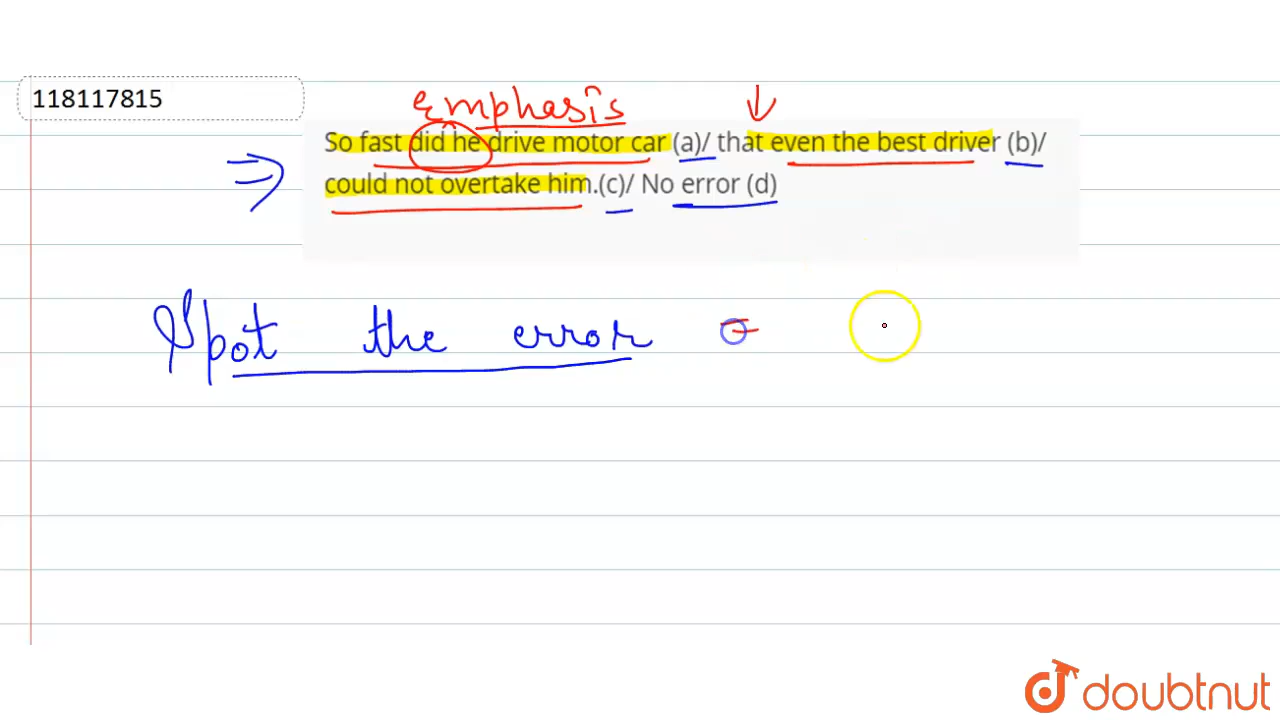 118117815
Emphasis
So fast did he drive motor car (a)/ that even the best driver (b)/
could not overtake him.(c)/ No error (d)
Spot the error
doubtnut